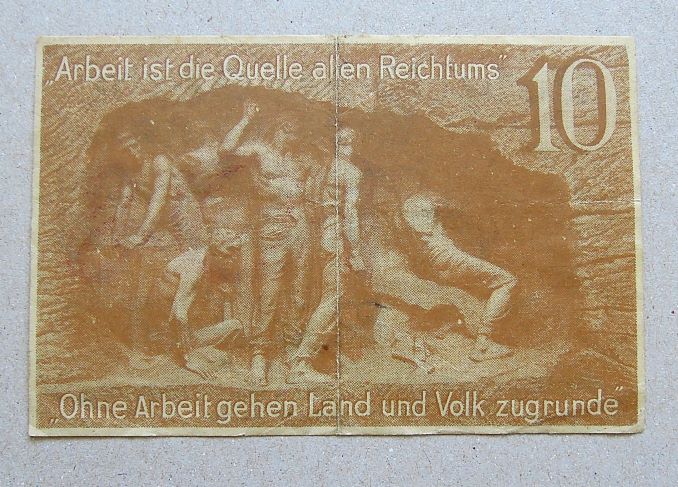 „Arbeit ist die Quelle allen Reichtums“
10
„Ohne Arbeit gehen Land und Volk zugrunde“